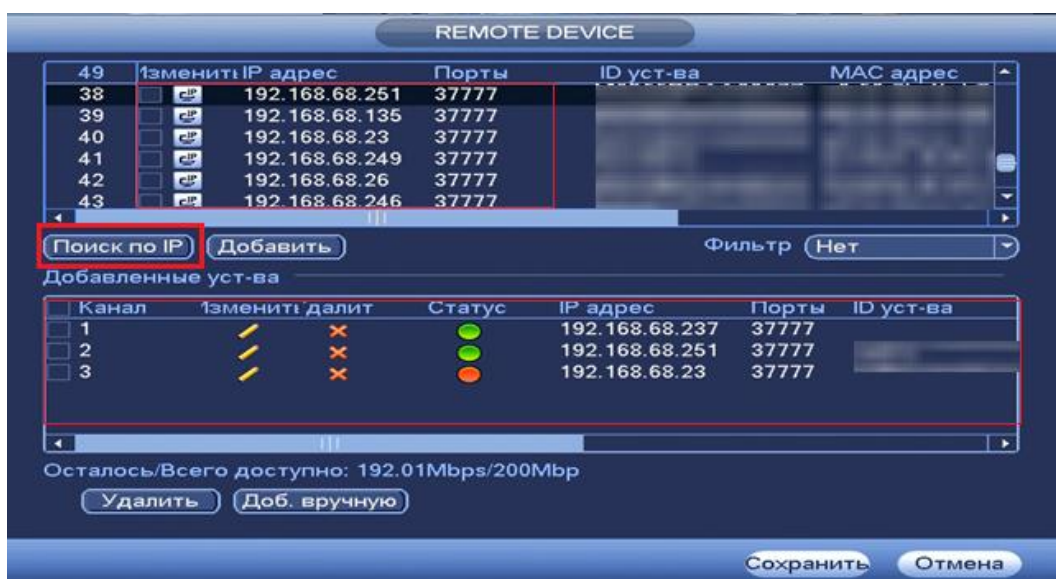 REMOTE DEVICE
49 Ізменить IP адрес Порты ID уст-ва MAC адрес
38 192.168.68.251 37777
39 192.168.68.135 37777
40 192.168.68.23 37777
41 192.168.68.249 37777
42 192.168.68.26 37777
43 192.168.68.246 37777
Поиск по IP Добавить Фильтр Нет
Добавленные уст-ва
Канал Ізменить далит Статус IP адрес Порты ID уст-ва
1 192.168.68.237 37777
2 192.168.68.251 37777
3 192.168.68.23 37777
Осталось/Всего доступно: 192.01Mbps/200Mbp
Удалить Доб. вручную
Сохранить Отмена